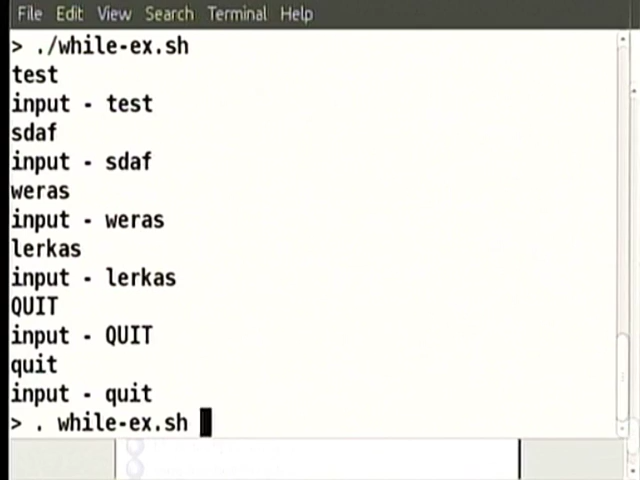 File Edit View Search Terminal Help
> ./while-ex.sh
test
input - test
sdaf
input - sdaf
weras
input - weras
lerkas
input - lerkas
QUIT
input - QUIT
quit
input - quit
> . while-ex.sh